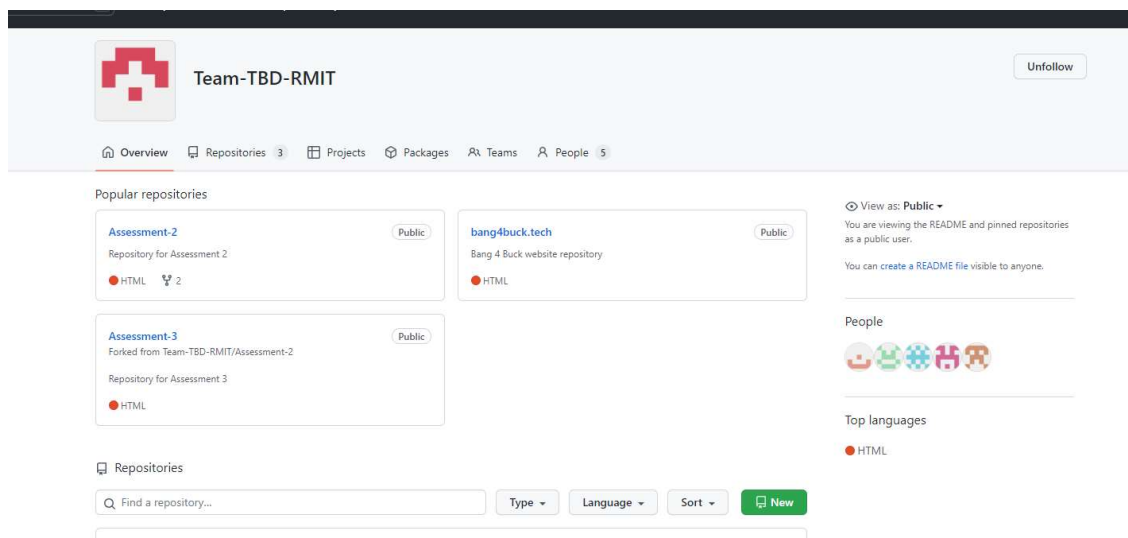 Team-TBD-RMIT
Unfollow
Overview Repositories 3 Projects Packages Teams People 5
Popular repositories
Assessment-2 Public
Repository for Assessment 2
HTML 2
bang4buck.tech Public
Bang 4 Buck website repository
HTML
Assessment-3 Public
Forked from Team-TBD-RMIT/Assessment-2
Repository for Assessment 3
HTML
Repositories
Find a repository...
Type Language Sort New
View as: Public
You are viewing the README and pinned repositories
as a public user.
You can create a README file visible to anyone.
People
Top languages
HTML